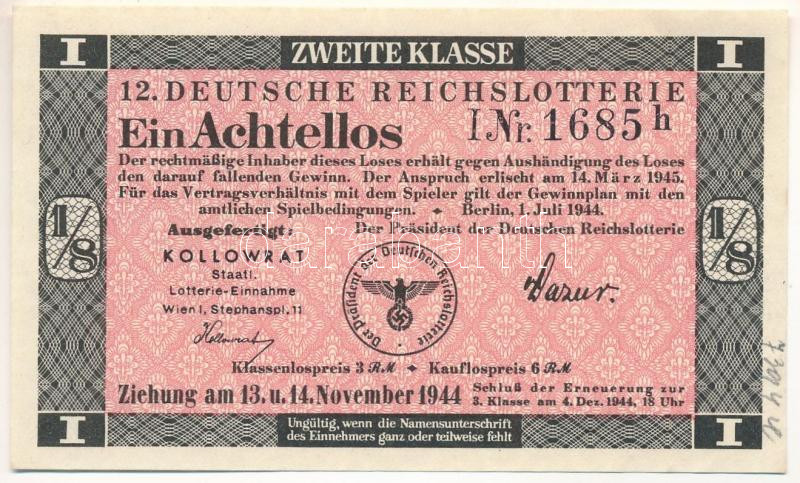 I ZWEITE KLASSE I
12. DEUTSCHE REICHSLOTTERIE
Ein Achtellos I Nr. 1685 h
Der rechtmäßige Inhaber dieses Loses erhält gegen Aushändigung des Loses
den darauf fallenden Gewinn. Der Anspruch erlischt am 14. März 1945.
Für das Vertragsverhältnis mit dem Spieler gilt der Gewinnplan mit den
amtlichen Spielbedingungen. Berlin, 1. Juli 1944.
1/8
1/8
Ausgefertigt:
KOLLOWRAT
Staatl.
Lotterie-Einnahme
Wien I, Stephanspl. 11
Kollowrat
Der Präsident der Deutschen Reichslotterie
Der Präsident der Deutschen Reichslotterie
Dazur.
darabanth
Klassenlospreis 3 RM Kauflospreis 6 RM
Ziehung am 13. u. 14. November 1944
Schluß der Erneuerung zur
3. Klasse am 4. Dez. 1944, 18 Uhr
I I
Ungültig, wenn die Namensunterschrift
des Einnehmers ganz oder teilweise fehlt